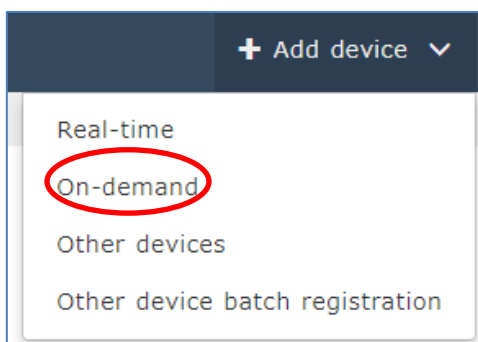 + Add device
Real-time
On-demand
Other devices
Other device batch registration